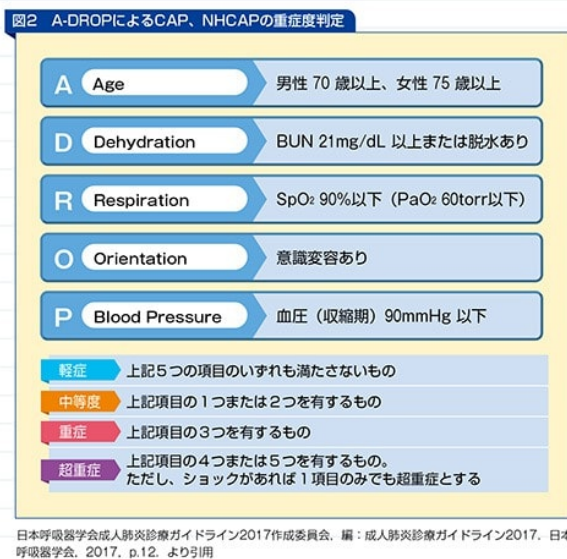 図2 A-DROPによるCAP、NHCAPの重症度判定
A Age 男性 70 歳以上、女性 75 歳以上
D Dehydration BUN 21mg/dL 以上または脱水あり
R Respiration SpO₂ 90%以下（PaO₂ 60torr以下）
O Orientation 意識変容あり
P Blood Pressure 血圧（収縮期）90mmHg 以下
軽症 上記5つの項目のいずれも満たさないもの
中等度 上記項目の1つまたは2つを有するもの
重症 上記項目の3つを有するもの
超重症 上記項目の4つまたは5つを有するもの。
ただし、ショックがあれば1項目のみでも超重症とする
日本呼吸器学会成人肺炎診療ガイドライン2017作成委員会，編：成人肺炎診療ガイドライン2017．日本
呼吸器学会，2017，p.12．より引用